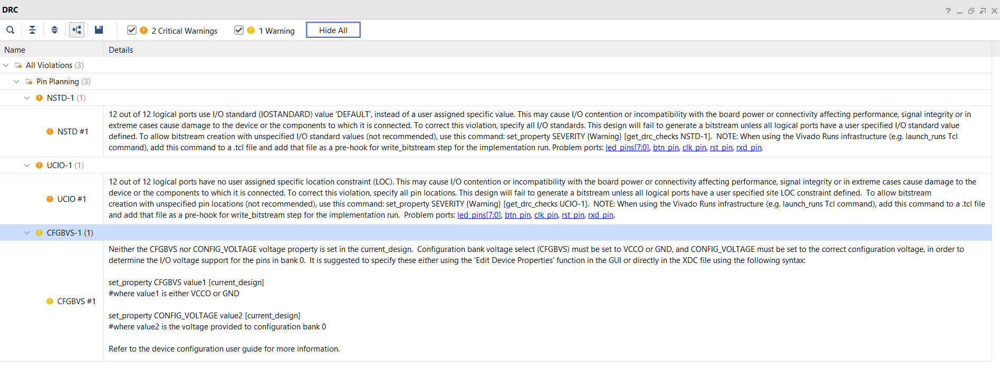 DRC
2 Critical Warnings 1 Warning Hide All
Name Details
All Violations (3)
Pin Planning (3)
NSTD-1 (1)
NSTD #1
12 out of 12 logical ports use I/O standard (IOSTANDARD) value 'DEFAULT', instead of a user assigned specific value. This may cause I/O contention or incompatibility with the board power or connectivity affecting performance, signal integrity or in
extreme cases cause damage to the device or the components to which it is connected. To correct this violation, specify all I/O standards. This design will fail to generate a bitstream unless all logical ports have a user specified I/O standard value
defined. To allow bitstream creation with unspecified I/O standard values (not recommended), use this command: set_property SEVERITY {Warning} [get_drc_checks NSTD-1].  NOTE: When using the Vivado Runs infrastructure (e.g. launch_runs Tcl
command), add this command to a .tcl file and add that file as a pre-hook for write_bitstream step for the implementation run. Problem ports: led_pins[7:0], btn_pin, clk_pin, rst_pin, rxd_pin.
UCIO-1 (1)
UCIO #1
12 out of 12 logical ports have no user assigned specific location constraint (LOC). This may cause I/O contention or incompatibility with the board power or connectivity affecting performance, signal integrity or in extreme cases cause damage to the
device or the components to which it is connected. To correct this violation, specify all pin locations. This design will fail to generate a bitstream unless all logical ports have a user specified site LOC constraint defined.  To allow bitstream
creation with unspecified pin locations (not recommended), use this command: set_property SEVERITY {Warning} [get_drc_checks UCIO-1].  NOTE: When using the Vivado Runs infrastructure (e.g. launch_runs Tcl command), add this command to a .tcl file
and add that file as a pre-hook for write_bitstream step for the implementation run.  Problem ports: led_pins[7:0], btn_pin, clk_pin, rst_pin, rxd_pin.
CFGBVS-1 (1)
CFGBVS #1
Neither the CFGBVS nor CONFIG_VOLTAGE voltage property is set in the current_design.  Configuration bank voltage select (CFGBVS) must be set to VCCO or GND, and CONFIG_VOLTAGE must be set to the correct configuration voltage, in order to
determine the I/O voltage support for the pins in bank 0.  It is suggested to specify these either using the 'Edit Device Properties' function in the GUI or directly in the XDC file using the following syntax:
set_property CFGBVS value1 [current_design]
#where value1 is either VCCO or GND
set_property CONFIG_VOLTAGE value2 [current_design]
#where value2 is the voltage provided to configuration bank 0
Refer to the device configuration user guide for more information.